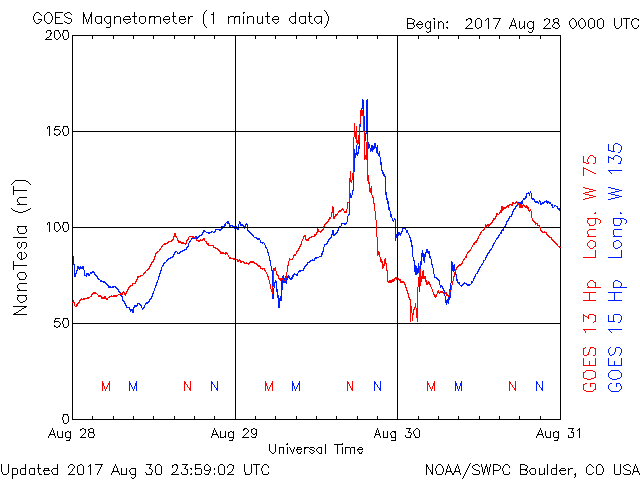 GOES Magnetometer (1 minute data)
Begin: 2017 Aug 28 0000 UTC
200
150
100
50
0
NanoTesla (nT)
M M N N M M N N M M N N
Aug 28 Aug 29 Aug 30 Aug 31
Universal Time
GOES 13 Hp Long. W 75
GOES 15 Hp Long. W 135
Updated 2017 Aug 30 23:59:02 UTC
NOAA/SWPC Boulder, CO USA